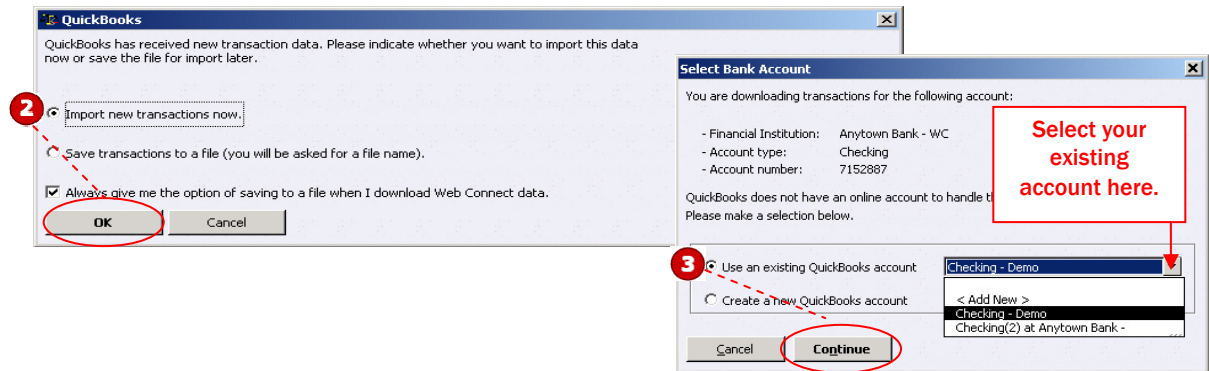 QuickBooks
QuickBooks has received new transaction data. Please indicate whether you want to import this data
now or save the file for import later.
2
Import new transactions now.
Save transactions to a file (you will be asked for a file name).
Always give me the option of saving to a file when I download Web Connect data.
OK Cancel
Select Bank Account
You are downloading transactions for the following account:
- Financial Institution: Anytown Bank - WC
- Account type: Checking
- Account number: 7152887
Select your
existing
account here.
QuickBooks does not have an online account to handle
Please make a selection below.
3
Use an existing QuickBooks account Checking - Demo
Create a new QuickBooks account
< Add New >
Checking - Demo
Checking(2) at Anytown Bank -
Cancel Continue